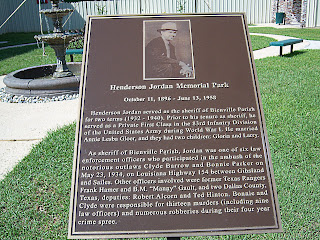 Henderson Jordan Memorial Park
October 11, 1896 - June 13, 1958
Henderson Jordan served as the sheriff of Bienville Parish
for two terms (1932 - 1940). Prior to his tenure as sheriff, he
served as a Private First Class in the 83rd Infantry Division
of the United States Army during World War I. He married
Annie Laube Gleer, and they had two children: Gloria and Larry.
As sheriff of Bienville Parish, Jordan was one of six law
enforcement officers who participated in the ambush of the
notorious outlaws Clyde Barrow and Bonnie Parker on
May 23, 1934, on Louisiana Highway 154 between Gibsland
and Sailes. Other officers involved were former Texas Rangers
Frank Hamer and B.M. "Manny" Gault, and two Dallas County,
Texas, deputies: Robert Alcorn and Ted Hinton. Bonnie and
Clyde were responsible for thirteen murders (including nine
law officers) and numerous robberies during their four year
crime spree.